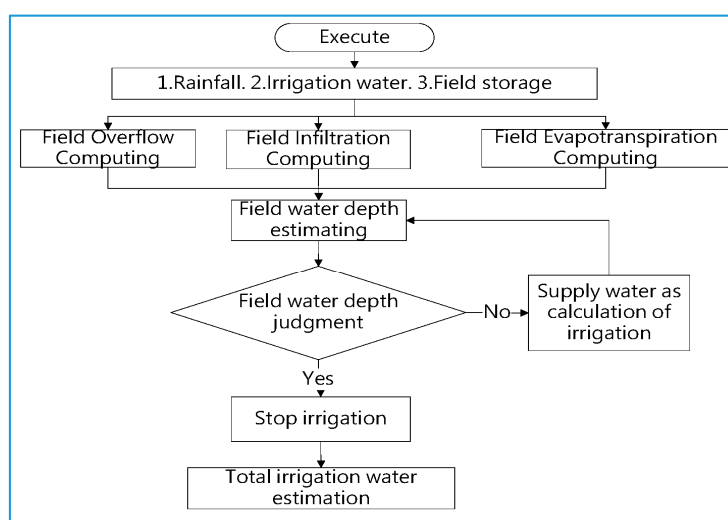 Execute
1.Rainfall. 2.Irrigation water. 3.Field storage
Field Overflow
Computing
Field Infiltration
Computing
Field Evapotranspiration
Computing
Field water depth
estimating
Field water depth
judgment
No
Supply water as
calculation of
irrigation
Yes
Stop irrigation
Total irrigation water
estimation